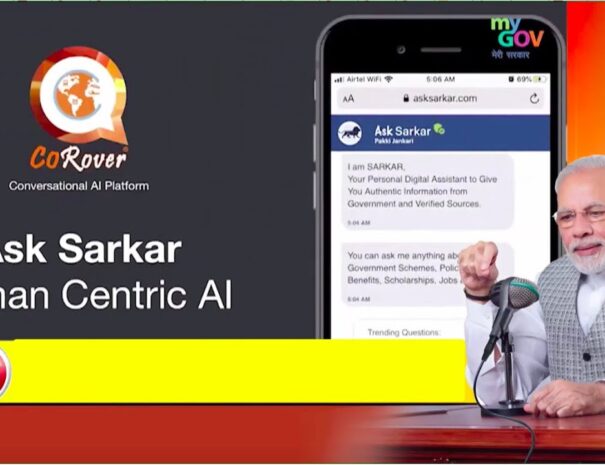 my
GOV
मेरी सरकार
CoRover®
Conversational AI Platform
Ask Sarkar
man Centric AI
Airtel WiFi 5:06 AM 69%
AA asksarkar.com
Ask Sarkar
Pakki Jankari
I am SARKAR,
Your Personal Digital Assistant to Give
You Authentic Information from
Government and Verified Sources.
5:04 AM
You can ask me anything abo
Government Schemes, Polic
Benefits, Scholarships, Jobs
5:04 AM
Trending Questions: